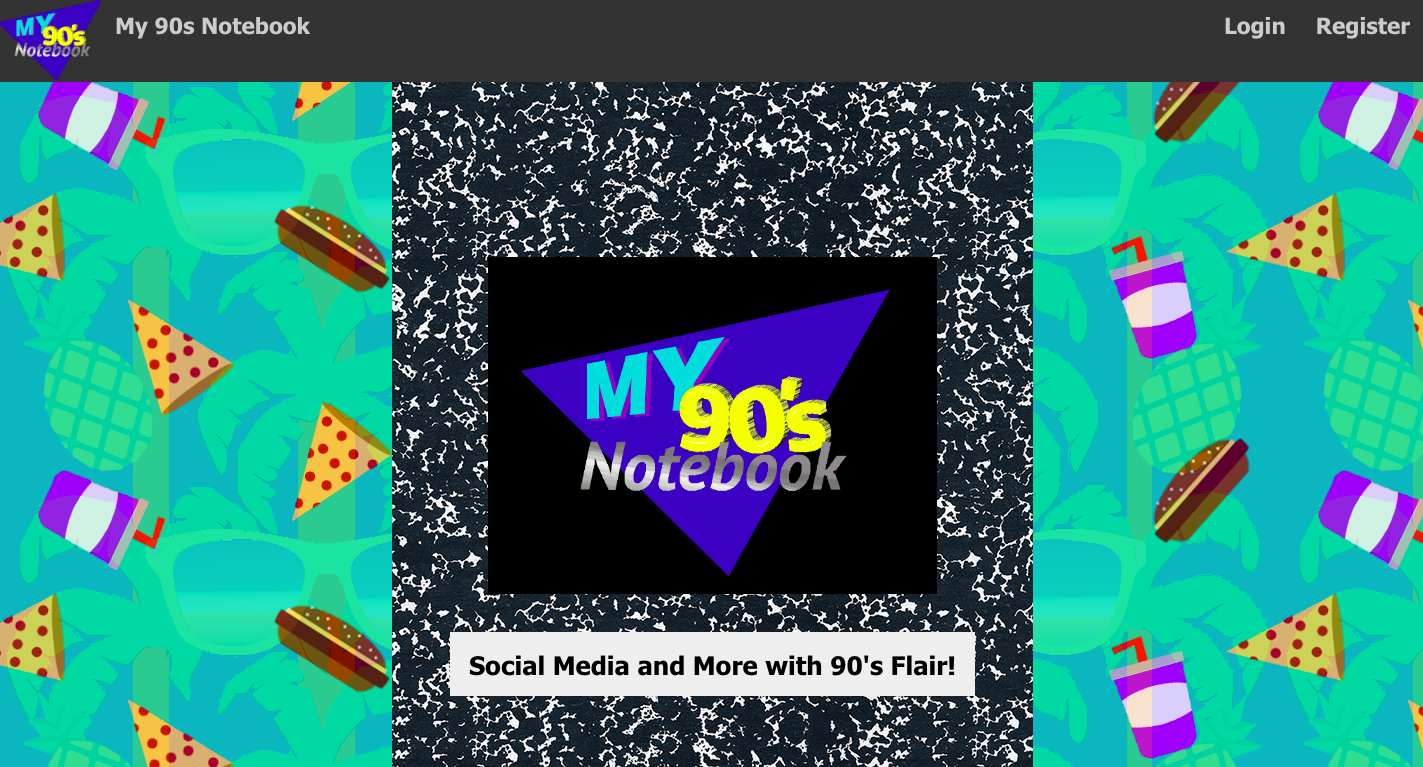 MY
90's
Notebook
My 90s Notebook
Login
Register
MY
90's
Notebook
Social Media and More with 90's Flair!